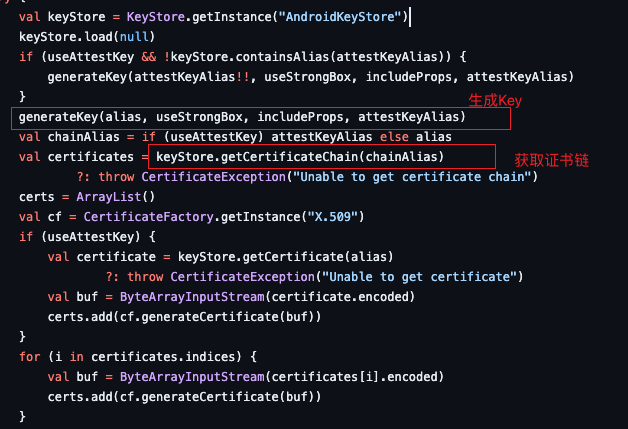 val keyStore = KeyStore.getInstance("AndroidKeyStore")
keyStore.load(null)
if (useAttestKey && !keyStore.containsAlias(attestKeyAlias)) {
generateKey(attestKeyAlias!!, useStrongBox, includeProps, attestKeyAlias)
}
生成Key
generateKey(alias, useStrongBox, includeProps, attestKeyAlias)
val chainAlias = if (useAttestKey) attestKeyAlias else alias
val certificates = keyStore.getCertificateChain(chainAlias)
获取证书链
?: throw CertificateException("Unable to get certificate chain")
certs = ArrayList()
val cf = CertificateFactory.getInstance("X.509")
if (useAttestKey) {
val certificate = keyStore.getCertificate(alias)
?: throw CertificateException("Unable to get certificate")
val buf = ByteArrayInputStream(certificate.encoded)
certs.add(cf.generateCertificate(buf))
}
for (i in certificates.indices) {
val buf = ByteArrayInputStream(certificates[i].encoded)
certs.add(cf.generateCertificate(buf))
}